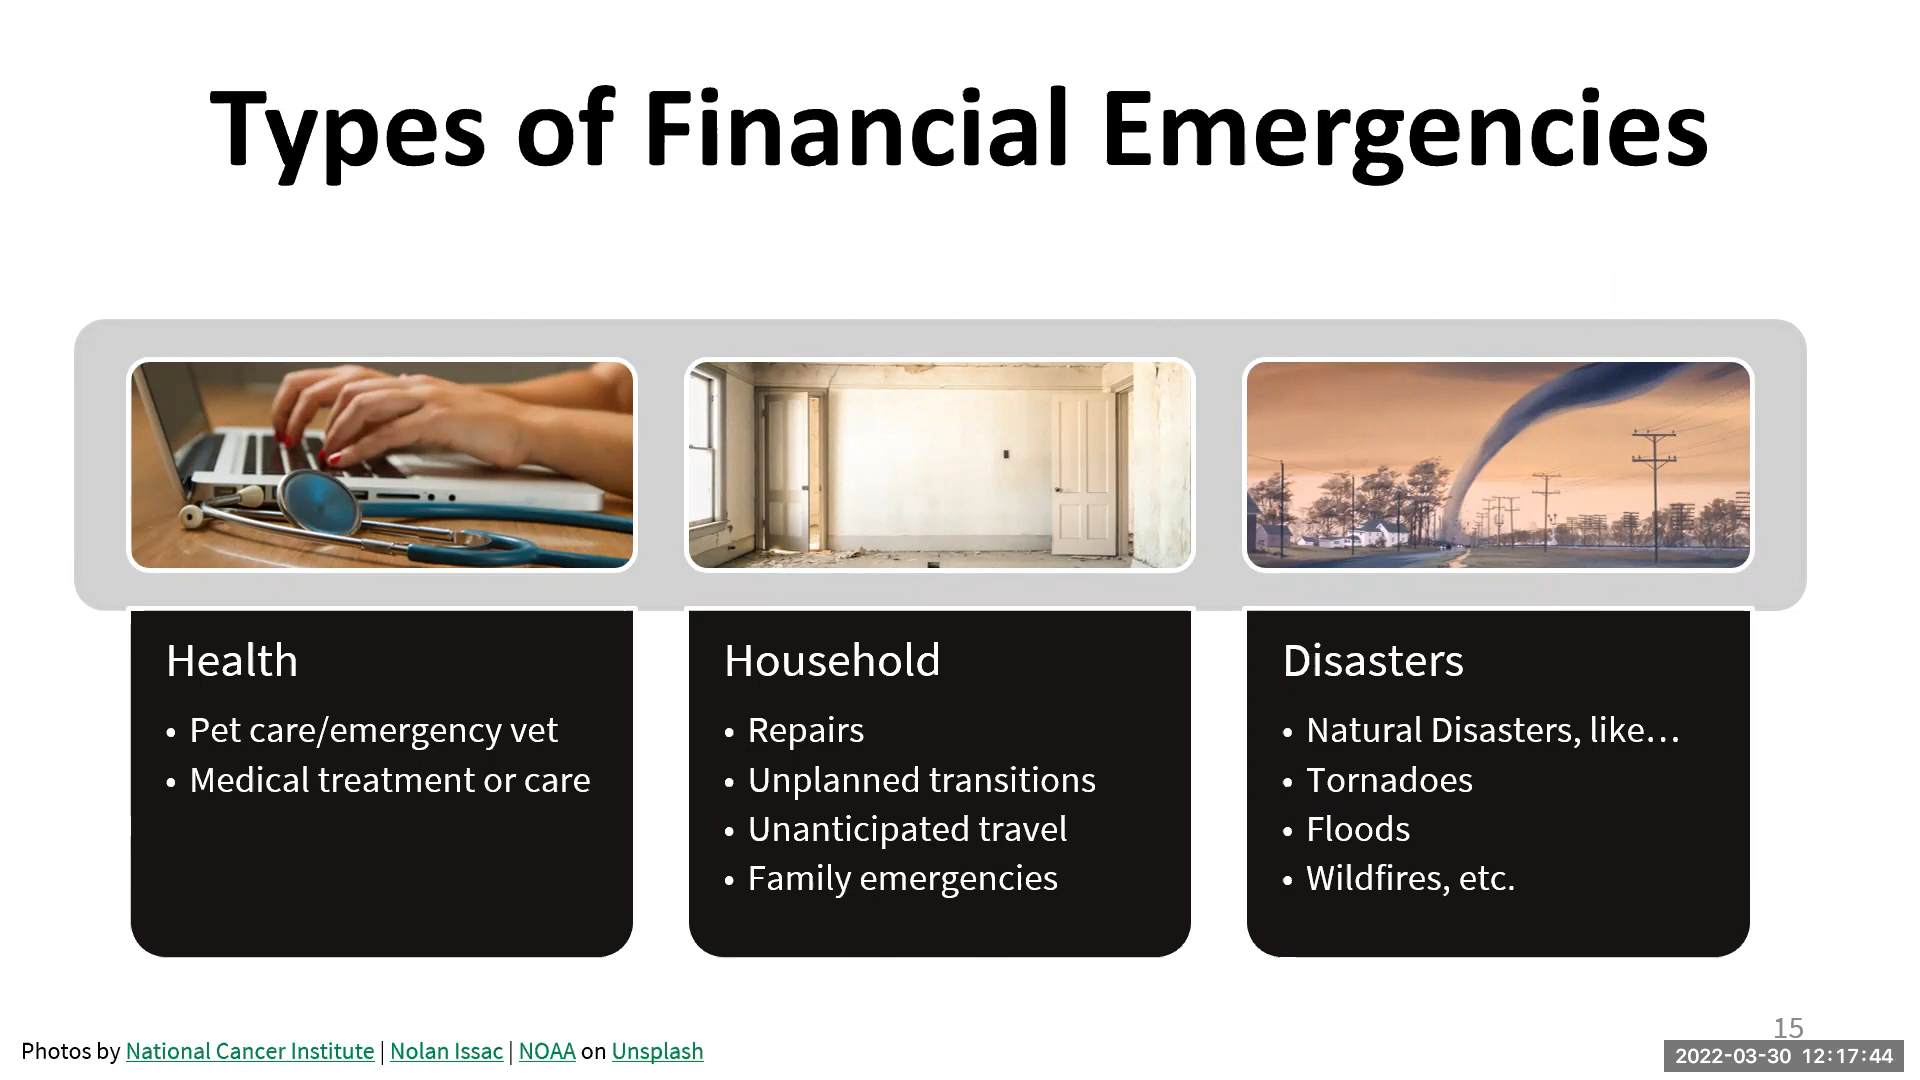 Types of Financial Emergencies
Health
• Pet care/emergency vet
• Medical treatment or care
Household
• Repairs
• Unplanned transitions
• Unanticipated travel
• Family emergencies
Disasters
• Natural Disasters, like…
• Tornadoes
• Floods
• Wildfires, etc.
15
Photos by National Cancer Institute | Nolan Issac | NOAA on Unsplash
2022-03-30 12:17:44